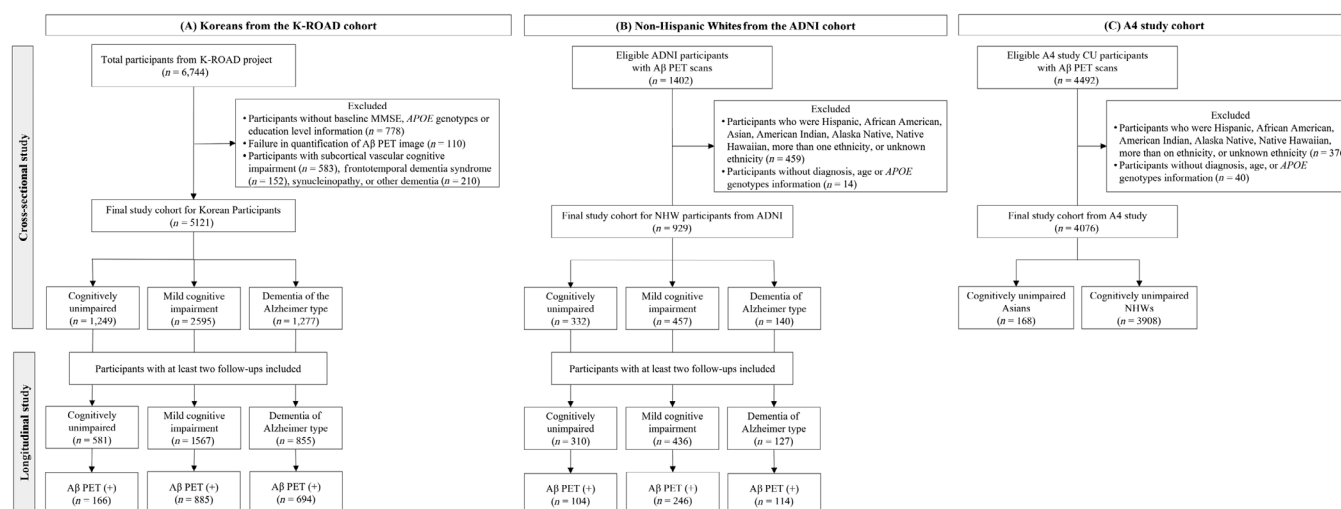 (A) Koreans from the K-ROAD cohort
Cross-sectional study
Total participants from K-ROAD project
(n = 6,744)
Excluded
• Participants without baseline MMSE, APOE genotypes or
education level information (n = 778)
• Failure in quantification of Aβ PET image (n = 110)
• Participants with subcortical vascular cognitive
impairment (n = 583), frontotemporal dementia syndrome
(n = 152), synucleinopathy, or other dementia (n = 210)
Final study cohort for Korean Participants
(n = 5121)
Cognitively
unimpaired
(n = 1,249)
Mild cognitive
impairment
(n = 2595)
Dementia of the
Alzheimer type
(n = 1,277)
Longitudinal study
Participants with at least two follow-ups included
Cognitively
unimpaired
(n = 581)
Mild cognitive
impairment
(n = 1567)
Dementia of
Alzheimer type
(n = 855)
Aβ PET (+)
(n = 166)
Aβ PET (+)
(n = 885)
Aβ PET (+)
(n = 694)
(B) Non-Hispanic Whites from the ADNI cohort
Eligible ADNI participants
with Aβ PET scans
(n = 1402)
Excluded
• Participants who were Hispanic, African American,
Asian, American Indian, Alaska Native, Native
Hawaiian, more than one ethnicity, or unknown
ethnicity (n = 459)
• Participants without diagnosis, age or APOE
genotypes information (n = 14)
Final study cohort for NHW participants from ADNI
(n = 929)
Cognitively
unimpaired
(n = 332)
Mild cognitive
impairment
(n = 457)
Dementia of
Alzheimer type
(n = 140)
Participants with at least two follow-ups included
Cognitively
unimpaired
(n = 310)
Mild cognitive
impairment
(n = 436)
Dementia of
Alzheimer type
(n = 127)
Aβ PET (+)
(n = 104)
Aβ PET (+)
(n = 246)
Aβ PET (+)
(n = 114)
(C) A4 study cohort
Eligible A4 study CU participants
with Aβ PET scans
(n = 4492)
Excluded
• Participants who were Hispanic, African American,
American Indian, Alaska Native, Native Hawaiian,
more than on ethnicity, or unknown ethnicity (n = 376
• Participants without diagnosis, age, or APOE
genotypes information (n = 40)
Final study cohort from A4 study
(n = 4076)
Cognitively unimpaired
Asians
(n = 168)
Cognitively unimpaired
NHWs
(n = 3908)